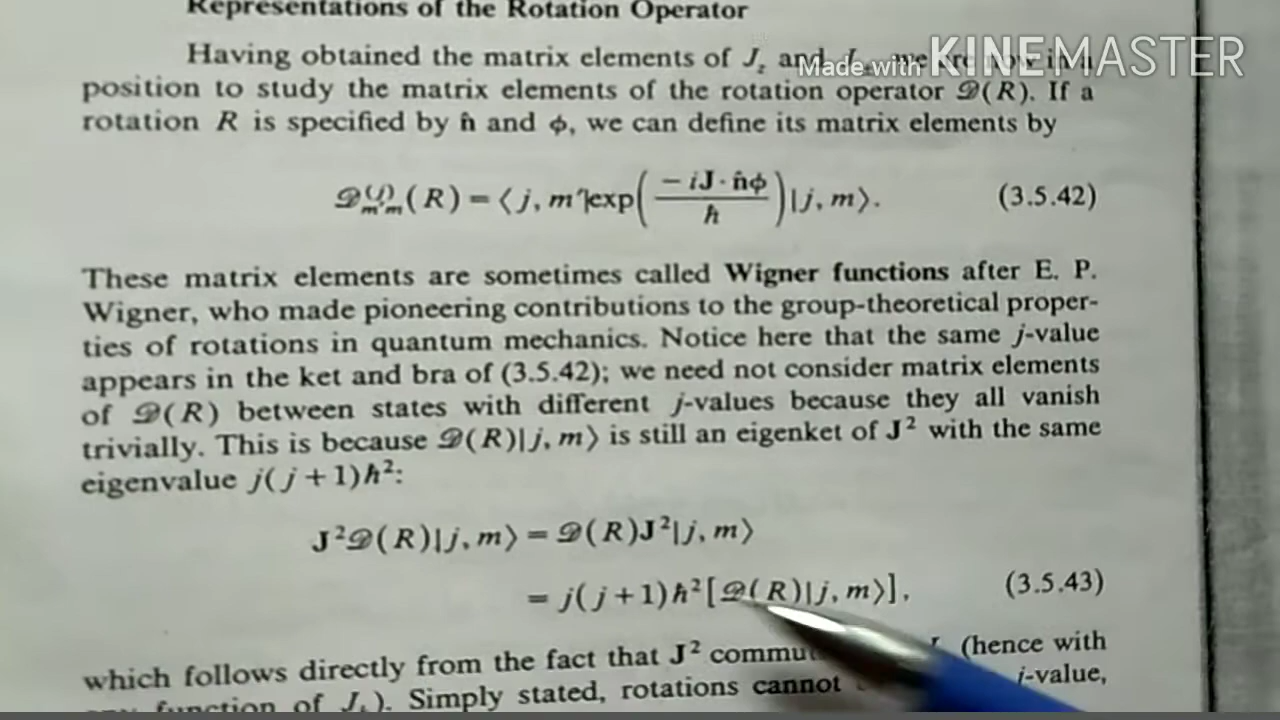 Representations of the Rotation Operator
Having obtained the matrix elements of J_z and
Made with KINEMASTER
position to study the matrix elements of the rotation operator 𝒟(R). If a
rotation R is specified by n̂ and ϕ, we can define its matrix elements by
𝒟^(j)_m'm(R) = ⟨j, m'|exp(−iJ·n̂ϕ / ħ)|j, m⟩. (3.5.42)
These matrix elements are sometimes called Wigner functions after E. P.
Wigner, who made pioneering contributions to the group-theoretical proper-
ties of rotations in quantum mechanics. Notice here that the same j-value
appears in the ket and bra of (3.5.42); we need not consider matrix elements
of 𝒟(R) between states with different j-values because they all vanish
trivially. This is because 𝒟(R)|j, m⟩ is still an eigenket of J² with the same
eigenvalue j(j+1)ħ²:
J²𝒟(R)|j, m⟩ = 𝒟(R)J²|j, m⟩
= j(j+1)ħ²[𝒟(R)|j, m⟩], (3.5.43)
which follows directly from the fact that J² (hence with
function of J_k). Simply stated, rotations cannot j-value,